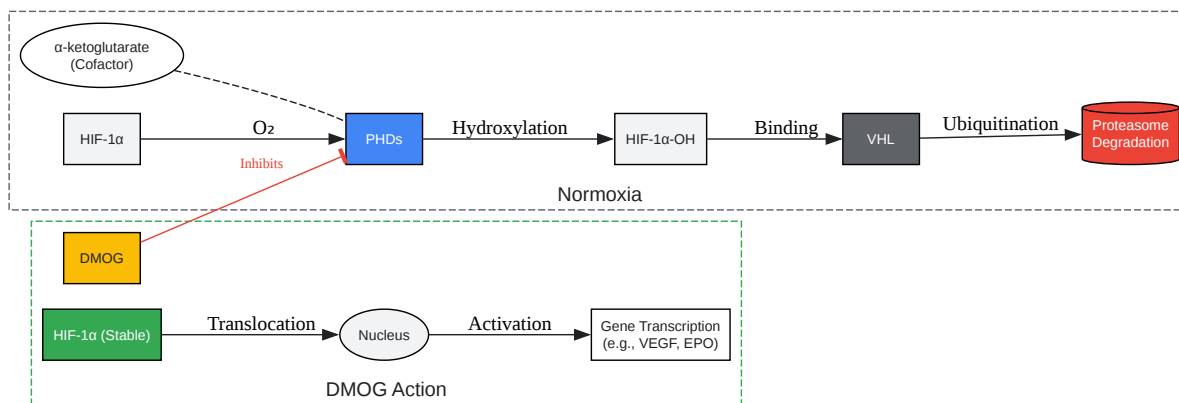 α-ketoglutarate
(Cofactor)
HIF-1α
O₂
PHDs
Hydroxylation
HIF-1α-OH
Binding
VHL
Ubiquitination
Proteasome
Degradation
Inhibits
Normoxia
DMOG
HIF-1α (Stable)
Translocation
Nucleus
Activation
Gene Transcription
(e.g., VEGF, EPO)
DMOG Action